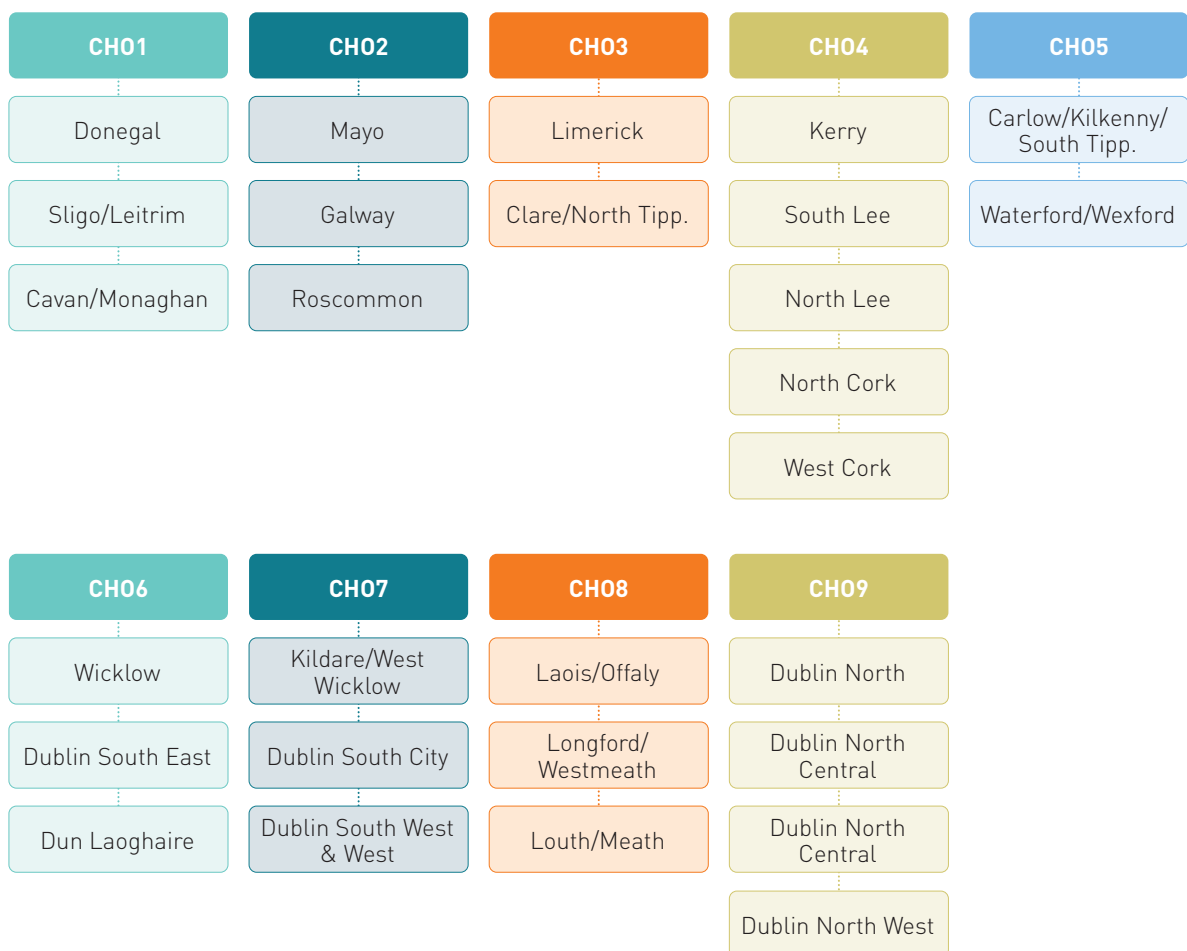 CHO1
Donegal
Sligo/Leitrim
Cavan/Monaghan
CHO2
Mayo
Galway
Roscommon
CHO3
Limerick
Clare/North Tipp.
CHO4
Kerry
South Lee
North Lee
North Cork
West Cork
CHO5
Carlow/Kilkenny/
South Tipp.
Waterford/Wexford
CHO6
Wicklow
Dublin South East
Dun Laoghaire
CHO7
Kildare/West
Wicklow
Dublin South City
Dublin South West
& West
CHO8
Laois/Offaly
Longford/
Westmeath
Louth/Meath
CHO9
Dublin North
Dublin North
Central
Dublin North
Central
Dublin North West